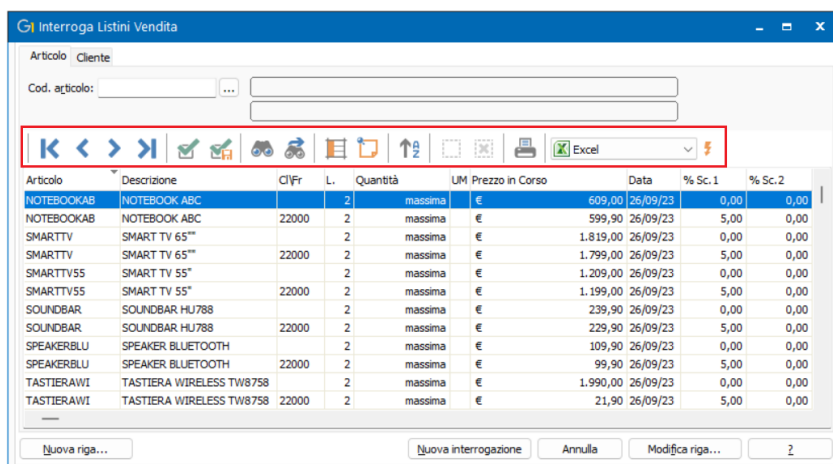 G1 Interroga Listini Vendita
Articolo Cliente
Cod. articolo: ...
Excel
Articolo Descrizione Cl\Fr L. Quantità UM Prezzo in Corso Data % Sc.1 % Sc.2
NOTEBOOKAB NOTEBOOK ABC 2 massima € 609,00 26/09/23 0,00 0,00
NOTEBOOKAB NOTEBOOK ABC 22000 2 massima € 599,90 26/09/23 5,00 0,00
SMARTTV SMART TV 65"" 2 massima € 1.819,00 26/09/23 0,00 0,00
SMARTTV SMART TV 65"" 22000 2 massima € 1.799,00 26/09/23 5,00 0,00
SMARTTV55 SMART TV 55" 2 massima € 1.209,00 26/09/23 0,00 0,00
SMARTTV55 SMART TV 55" 22000 2 massima € 1.199,00 26/09/23 5,00 0,00
SOUNDBAR SOUNDBAR HU788 2 massima € 239,90 26/09/23 0,00 0,00
SOUNDBAR SOUNDBAR HU788 22000 2 massima € 229,90 26/09/23 5,00 0,00
SPEAKERBLU SPEAKER BLUETOOTH 2 massima € 109,90 26/09/23 0,00 0,00
SPEAKERBLU SPEAKER BLUETOOTH 22000 2 massima € 99,90 26/09/23 5,00 0,00
TASTIERAWI TASTIERA WIRELESS TW8758 2 massima € 1.990,00 26/09/23 0,00 0,00
TASTIERAWI TASTIERA WIRELESS TW8758 22000 2 massima € 21,90 26/09/23 5,00 0,00
Nuova riga... Nuova interrogazione Annulla Modifica riga... ?